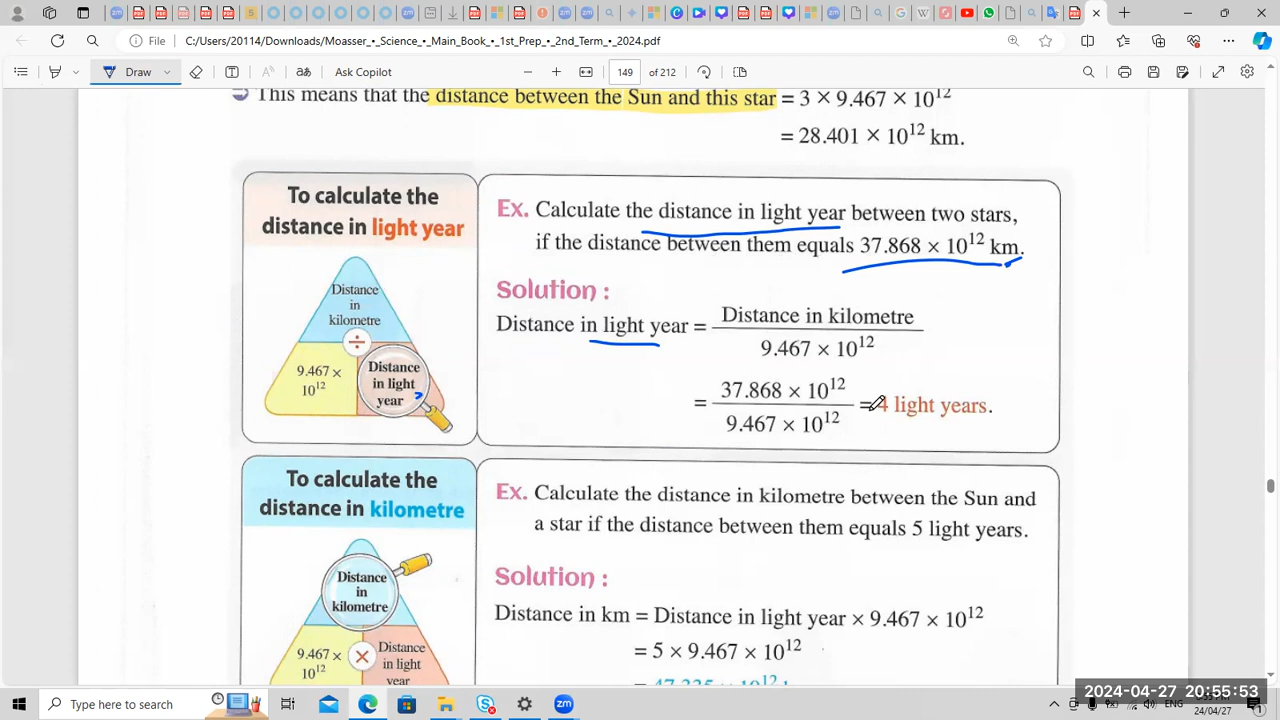 File
C:/Users/20114/Downloads/Moasser_•_Science_•_Main_Book_•_1st_Prep_•_2nd_Term_•_2024.pdf
Draw
Ask Copilot
149 of 212
This means that the distance between the Sun and this star = 3 × 9.467 × 10¹²
= 28.401 × 10¹² km.
To calculate the
distance in light year
Distance
in
kilometre
÷
9.467 ×
10¹²
Distance
in light
year
Ex. Calculate the distance in light year between two stars,
if the distance between them equals 37.868 × 10¹² km.
Solution :
Distance in light year = Distance in kilometre
9.467 × 10¹²
= 37.868 × 10¹²
9.467 × 10¹²
= 4 light years.
To calculate the
distance in kilometre
Distance
in
kilometre
9.467 ×
10¹²
×
Distance
in light
year
Ex. Calculate the distance in kilometre between the Sun and
a star if the distance between them equals 5 light years.
Solution :
Distance in km = Distance in light year × 9.467 × 10¹²
= 5 × 9.467 × 10¹²
Type here to search
ENG
24/04/27
2024-04-27 20:55:53